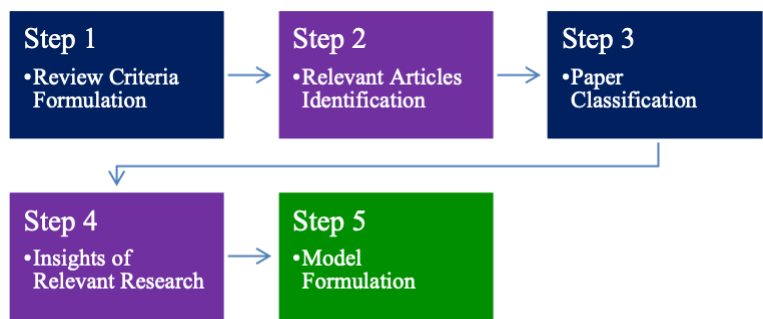 Step 1
•Review Criteria
Formulation
Step 2
•Relevant Articles
Identification
Step 3
•Paper
Classification
Step 4
•Insights of
Relevant Research
Step 5
•Model
Formulation